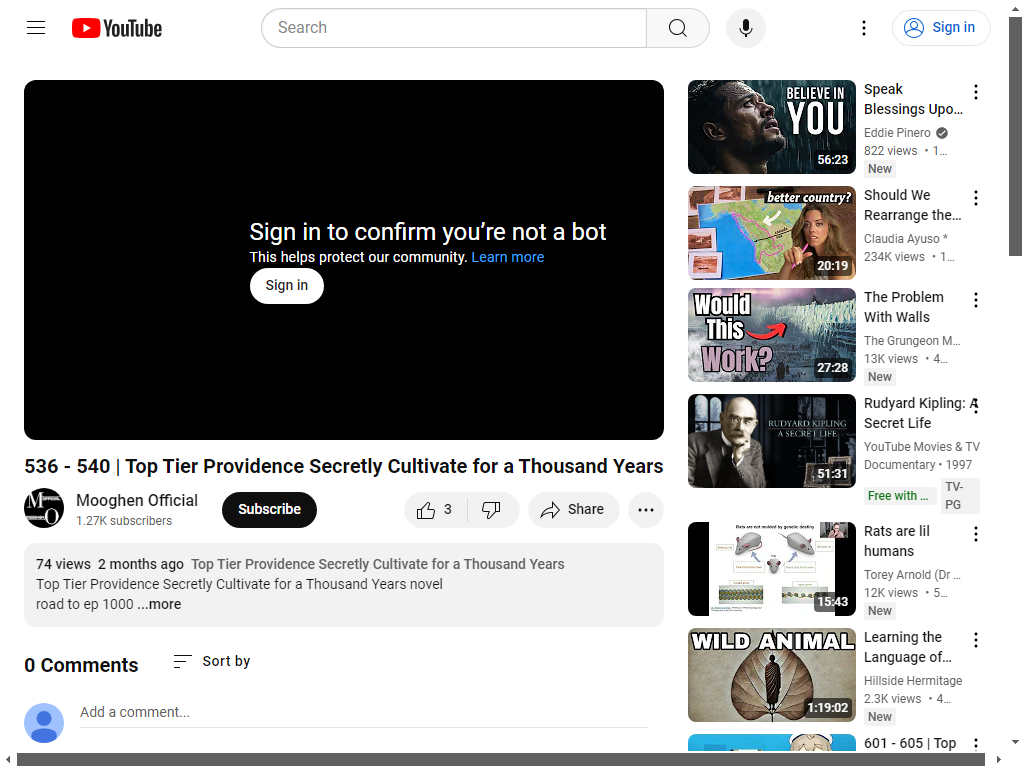 YouTube
Search
Sign in
Sign in to confirm you're not a bot
This helps protect our community. Learn more
Sign in
536 - 540 | Top Tier Providence Secretly Cultivate for a Thousand Years
Mooghen Official
1.27K subscribers
Subscribe
3
Share
74 views 2 months ago Top Tier Providence Secretly Cultivate for a Thousand Years
Top Tier Providence Secretly Cultivate for a Thousand Years novel
road to ep 1000 ...more
0 Comments
Sort by
Add a comment...
BELIEVE IN
YOU
56:23
Speak
Blessings Upo...
Eddie Pinero
822 views • 1...
New
better country?
20:19
Should We
Rearrange the...
Claudia Ayuso *
234K views • 1...
Would
This
Work?
27:28
The Problem
With Walls
The Grungeon M...
13K views • 4...
New
RUDYARD KIPLING
A SECRET LIFE
51:31
Rudyard Kipling: A
Secret Life
YouTube Movies & TV
Documentary • 1997
Free with ...
TV-
PG
Rats are not molded by genetic destiny
15:43
Rats are lil
humans
Torey Arnold (Dr ...
12K views • 5...
New
WILD ANIMAL
1:19:02
Learning the
Language of...
Hillside Hermitage
2.3K views • 4...
New
601 - 605 | Top